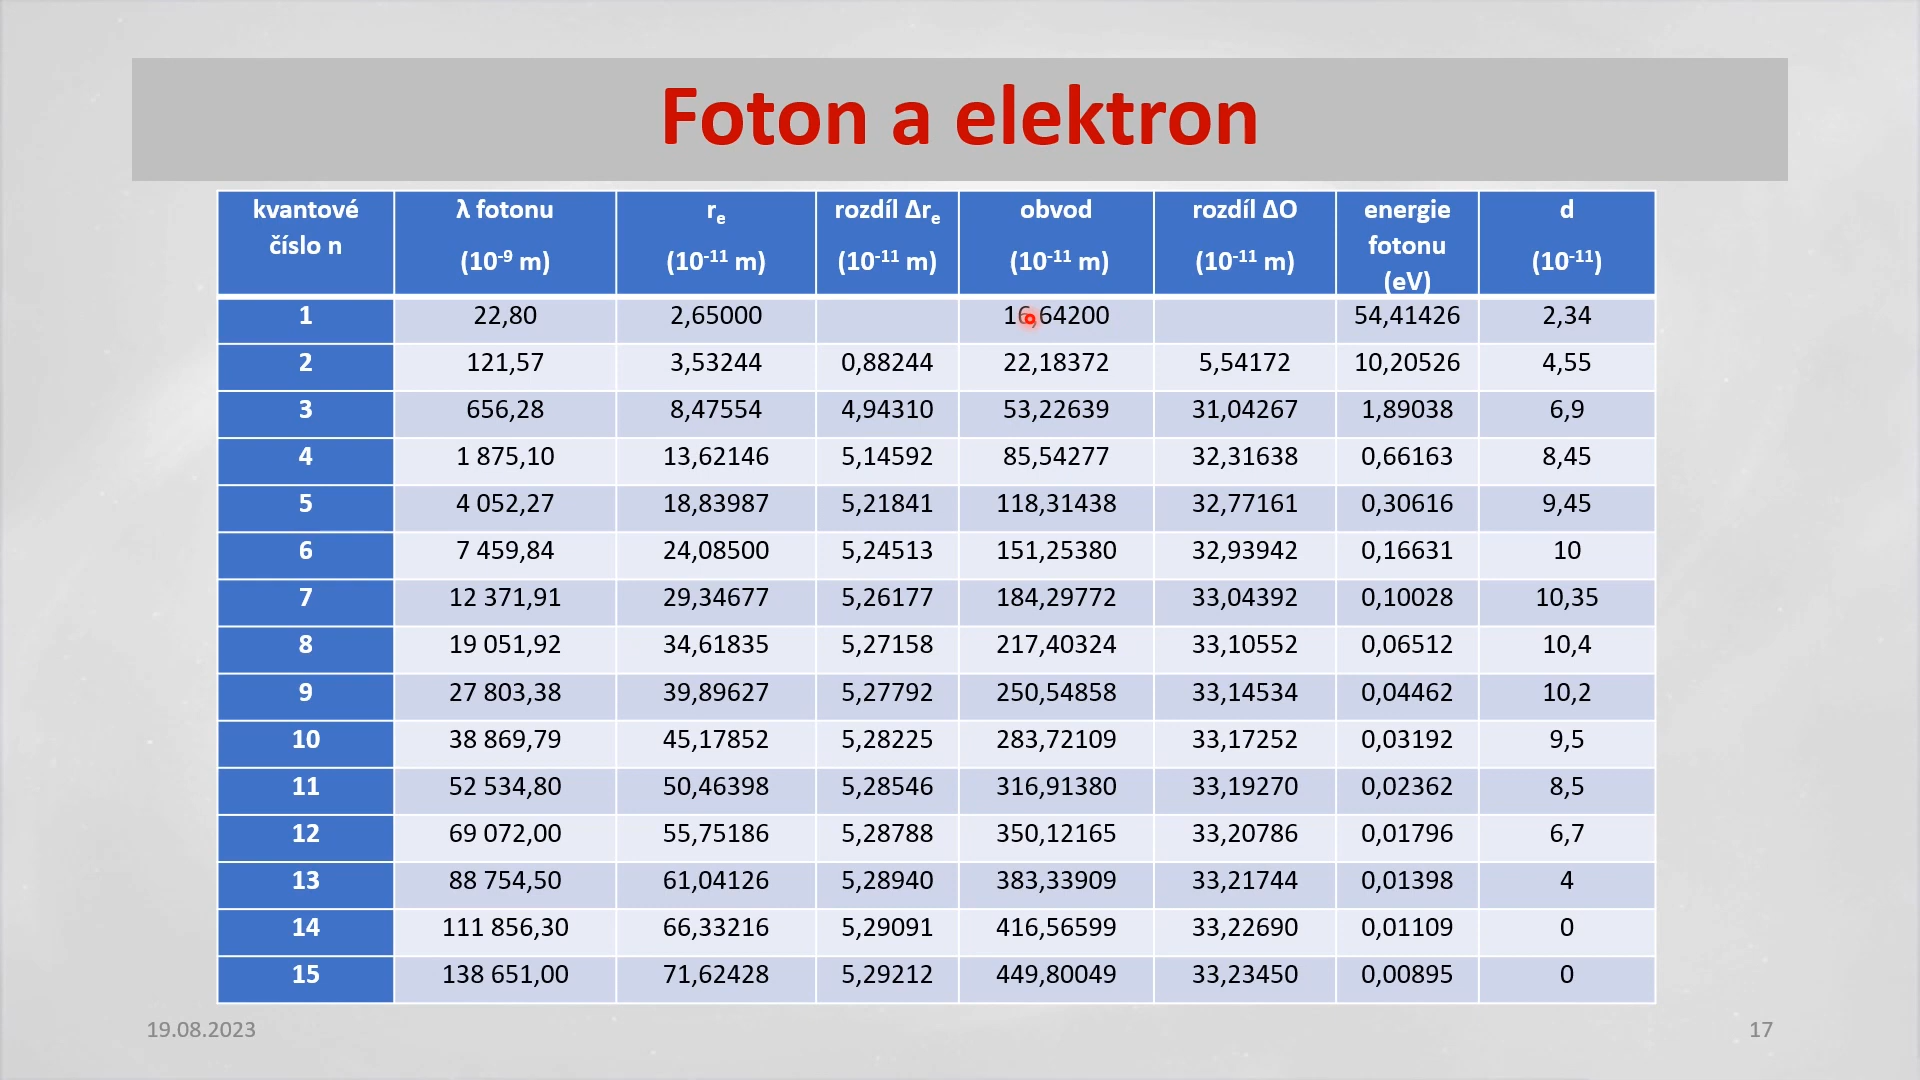 Foton a elektron
kvantové číslo n | λ fotonu (10⁻⁹ m) | rₑ (10⁻¹¹ m) | rozdíl Δrₑ (10⁻¹¹ m) | obvod (10⁻¹¹ m) | rozdíl ΔO (10⁻¹¹ m) | energie fotonu (eV) | d (10⁻¹¹)
1 | 22,80 | 2,65000 | | 16,64200 | | 54,41426 | 2,34
2 | 121,57 | 3,53244 | 0,88244 | 22,18372 | 5,54172 | 10,20526 | 4,55
3 | 656,28 | 8,47554 | 4,94310 | 53,22639 | 31,04267 | 1,89038 | 6,9
4 | 1 875,10 | 13,62146 | 5,14592 | 85,54277 | 32,31638 | 0,66163 | 8,45
5 | 4 052,27 | 18,83987 | 5,21841 | 118,31438 | 32,77161 | 0,30616 | 9,45
6 | 7 459,84 | 24,08500 | 5,24513 | 151,25380 | 32,93942 | 0,16631 | 10
7 | 12 371,91 | 29,34677 | 5,26177 | 184,29772 | 33,04392 | 0,10028 | 10,35
8 | 19 051,92 | 34,61835 | 5,27158 | 217,40324 | 33,10552 | 0,06512 | 10,4
9 | 27 803,38 | 39,89627 | 5,27792 | 250,54858 | 33,14534 | 0,04462 | 10,2
10 | 38 869,79 | 45,17852 | 5,28225 | 283,72109 | 33,17252 | 0,03192 | 9,5
11 | 52 534,80 | 50,46398 | 5,28546 | 316,91380 | 33,19270 | 0,02362 | 8,5
12 | 69 072,00 | 55,75186 | 5,28788 | 350,12165 | 33,20786 | 0,01796 | 6,7
13 | 88 754,50 | 61,04126 | 5,28940 | 383,33909 | 33,21744 | 0,01398 | 4
14 | 111 856,30 | 66,33216 | 5,29091 | 416,56599 | 33,22690 | 0,01109 | 0
15 | 138 651,00 | 71,62428 | 5,29212 | 449,80049 | 33,23450 | 0,00895 | 0
19.08.2023
17